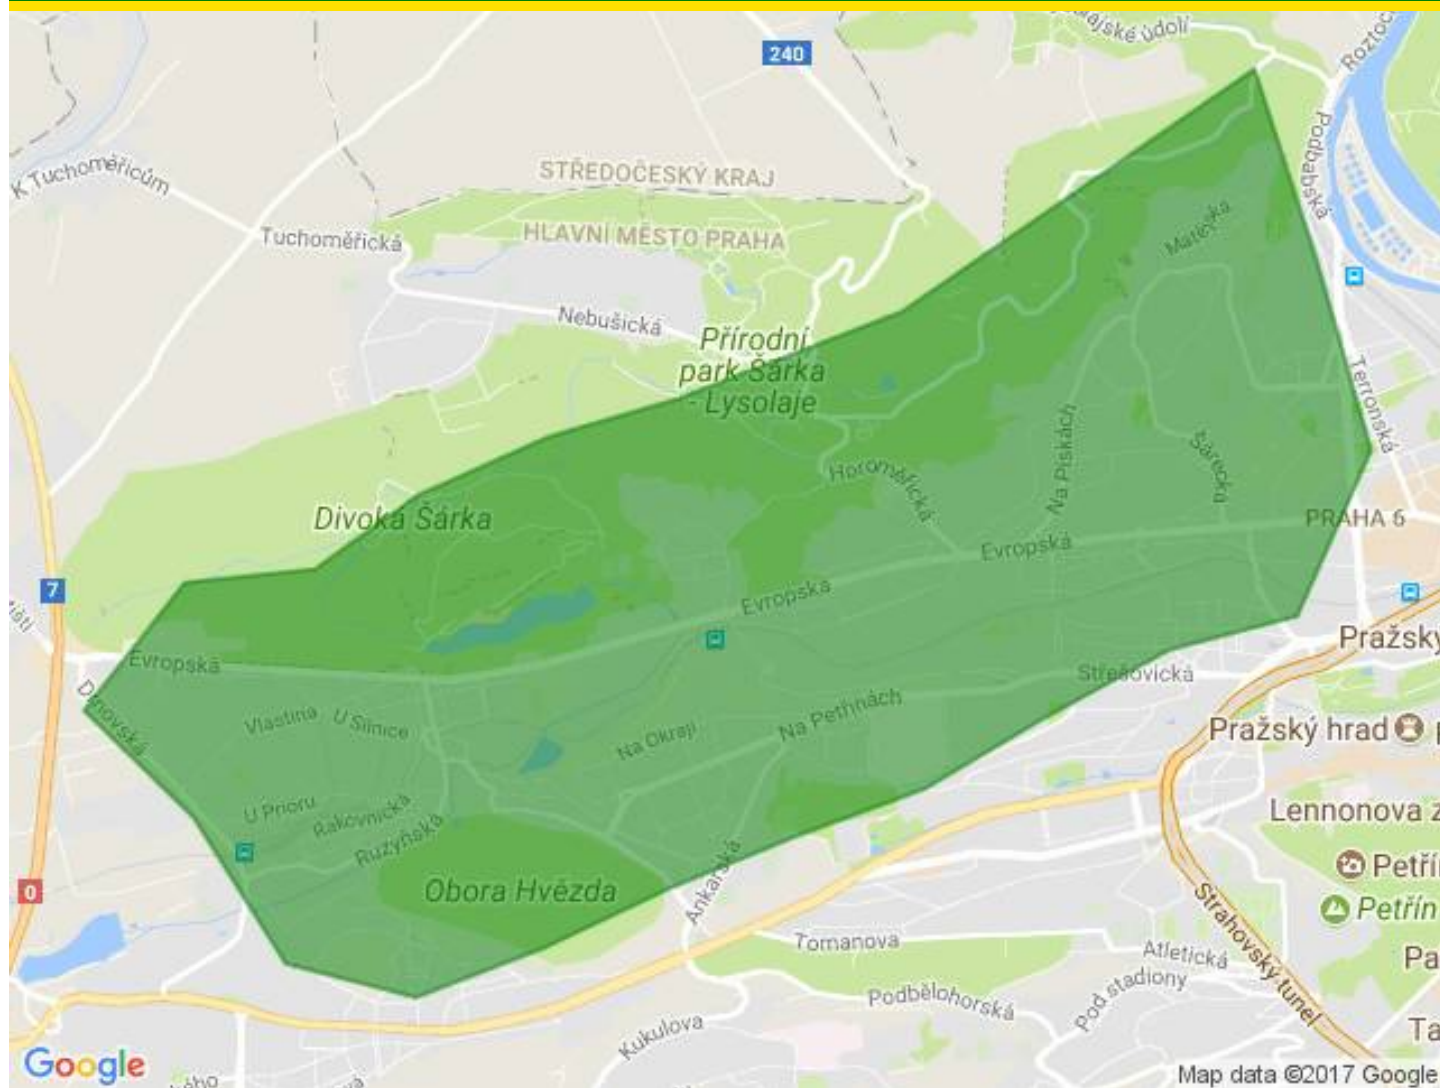 240
Roztoc
K Tuchoměřicům
STŘEDOČESKÝ KRAJ
Podbabská
Tuchoměřická
HLAVNÍ MĚSTO PRAHA
Matějská
Nebušická
Přírodní
park Šárka
- Lysolaje
Terronská
Na Pískách
Šárecká
Horoměřická
Divoká Šárka
PRAHA 6
Evropská
7
Evropská
Pražský
Evropská
Drnovská
Střešovická
Vlastina
U Silnice
Na Petřinách
Na Okraji
Pražský hrad
U Prioru
Rakovnická
Ruzyňská
Lennonova z
Petřín
0
Obora Hvězda
Ankarská
Petřín
Strahovský tunel
Tomanova
Atletická
Pa
Pod stadiony
Podbělohorská
Kukulova
Ta
Google
Map data ©2017 Google